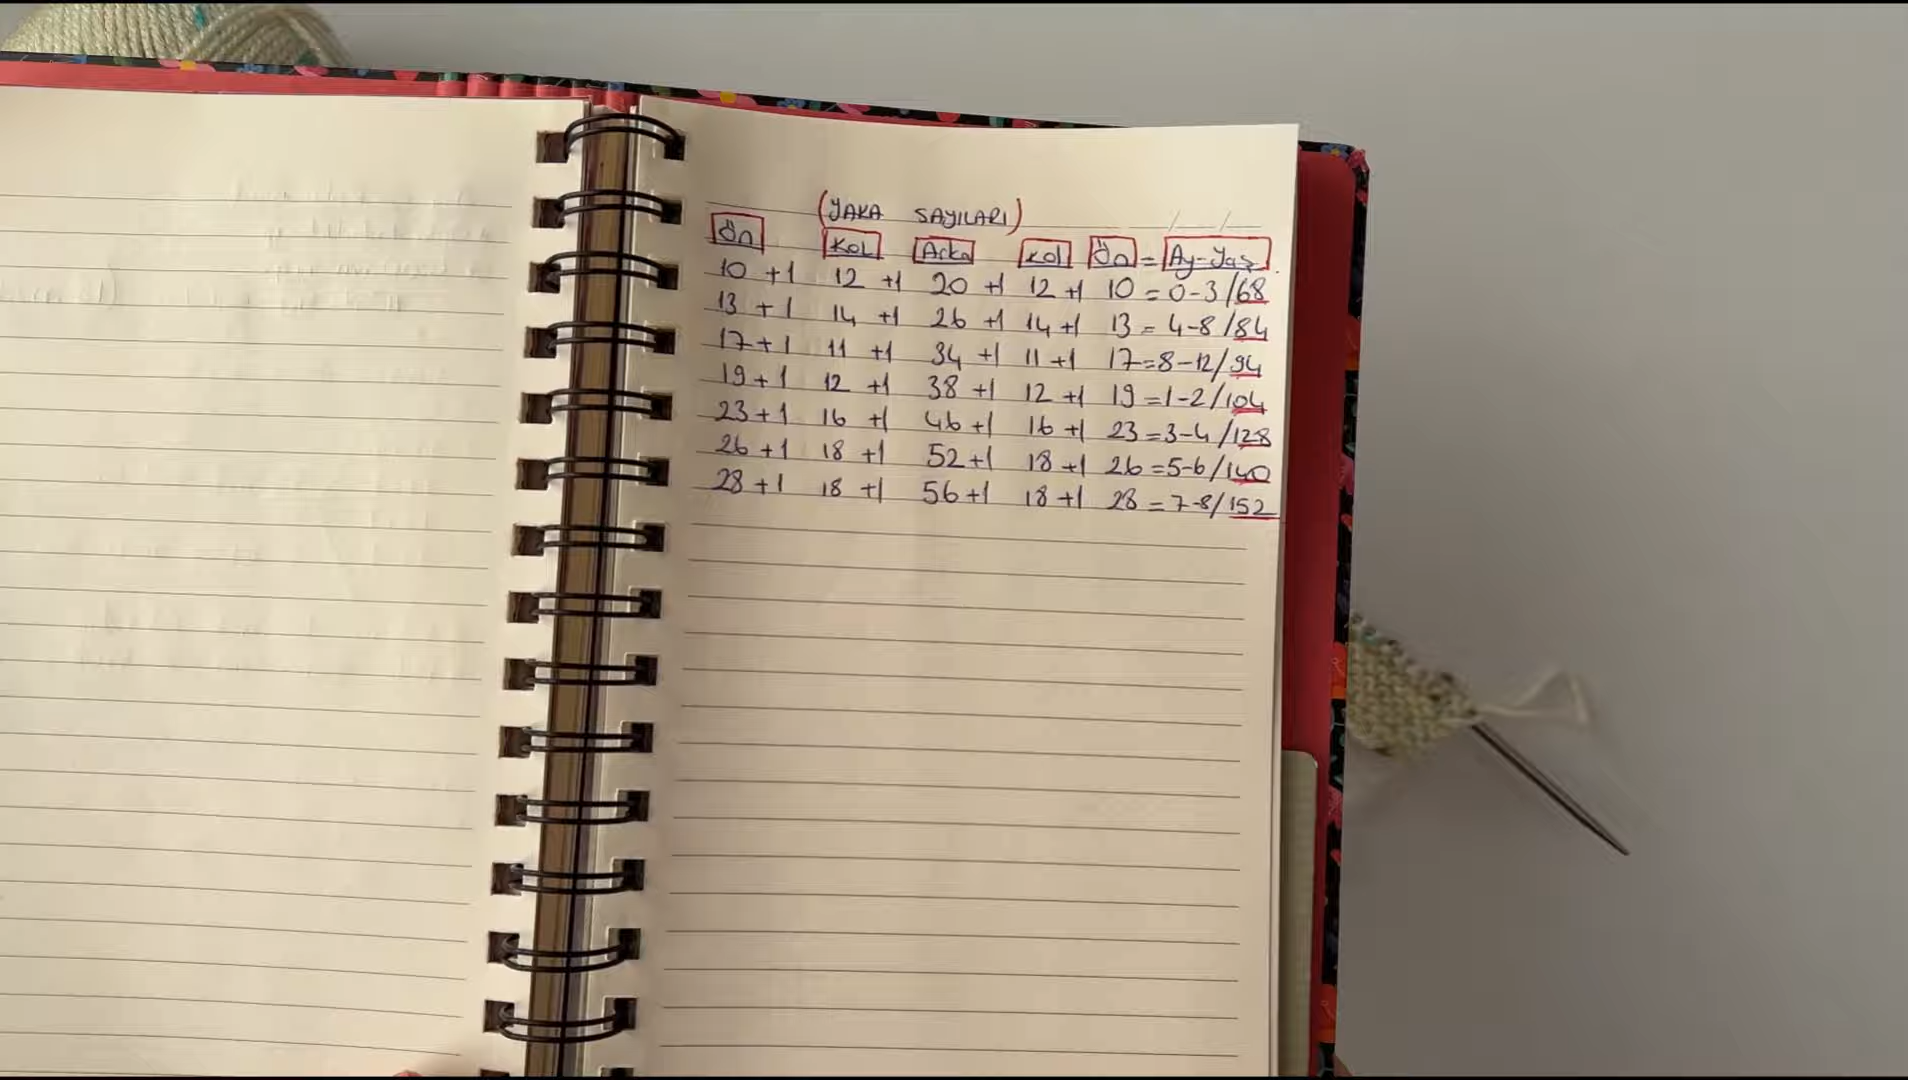 (YAKA SAYILARI)
Ön Kol Arka Kol Ön = Ay-Yaş
10 +1 12 +1 20 +1 12 +1 10 = 0-3/68
13 +1 14 +1 26 +1 14 +1 13 = 4-8/84
17+1 11 +1 34 +1 11 +1 17=8-12/94
19+1 12 +1 38 +1 12 +1 19=1-2/104
23+1 16 +1 46+1 16 +1 23=3-4/128
26+1 18 +1 52+1 18 +1 26=5-6/140
28+1 18 +1 56+1 18 +1 28=7-8/152